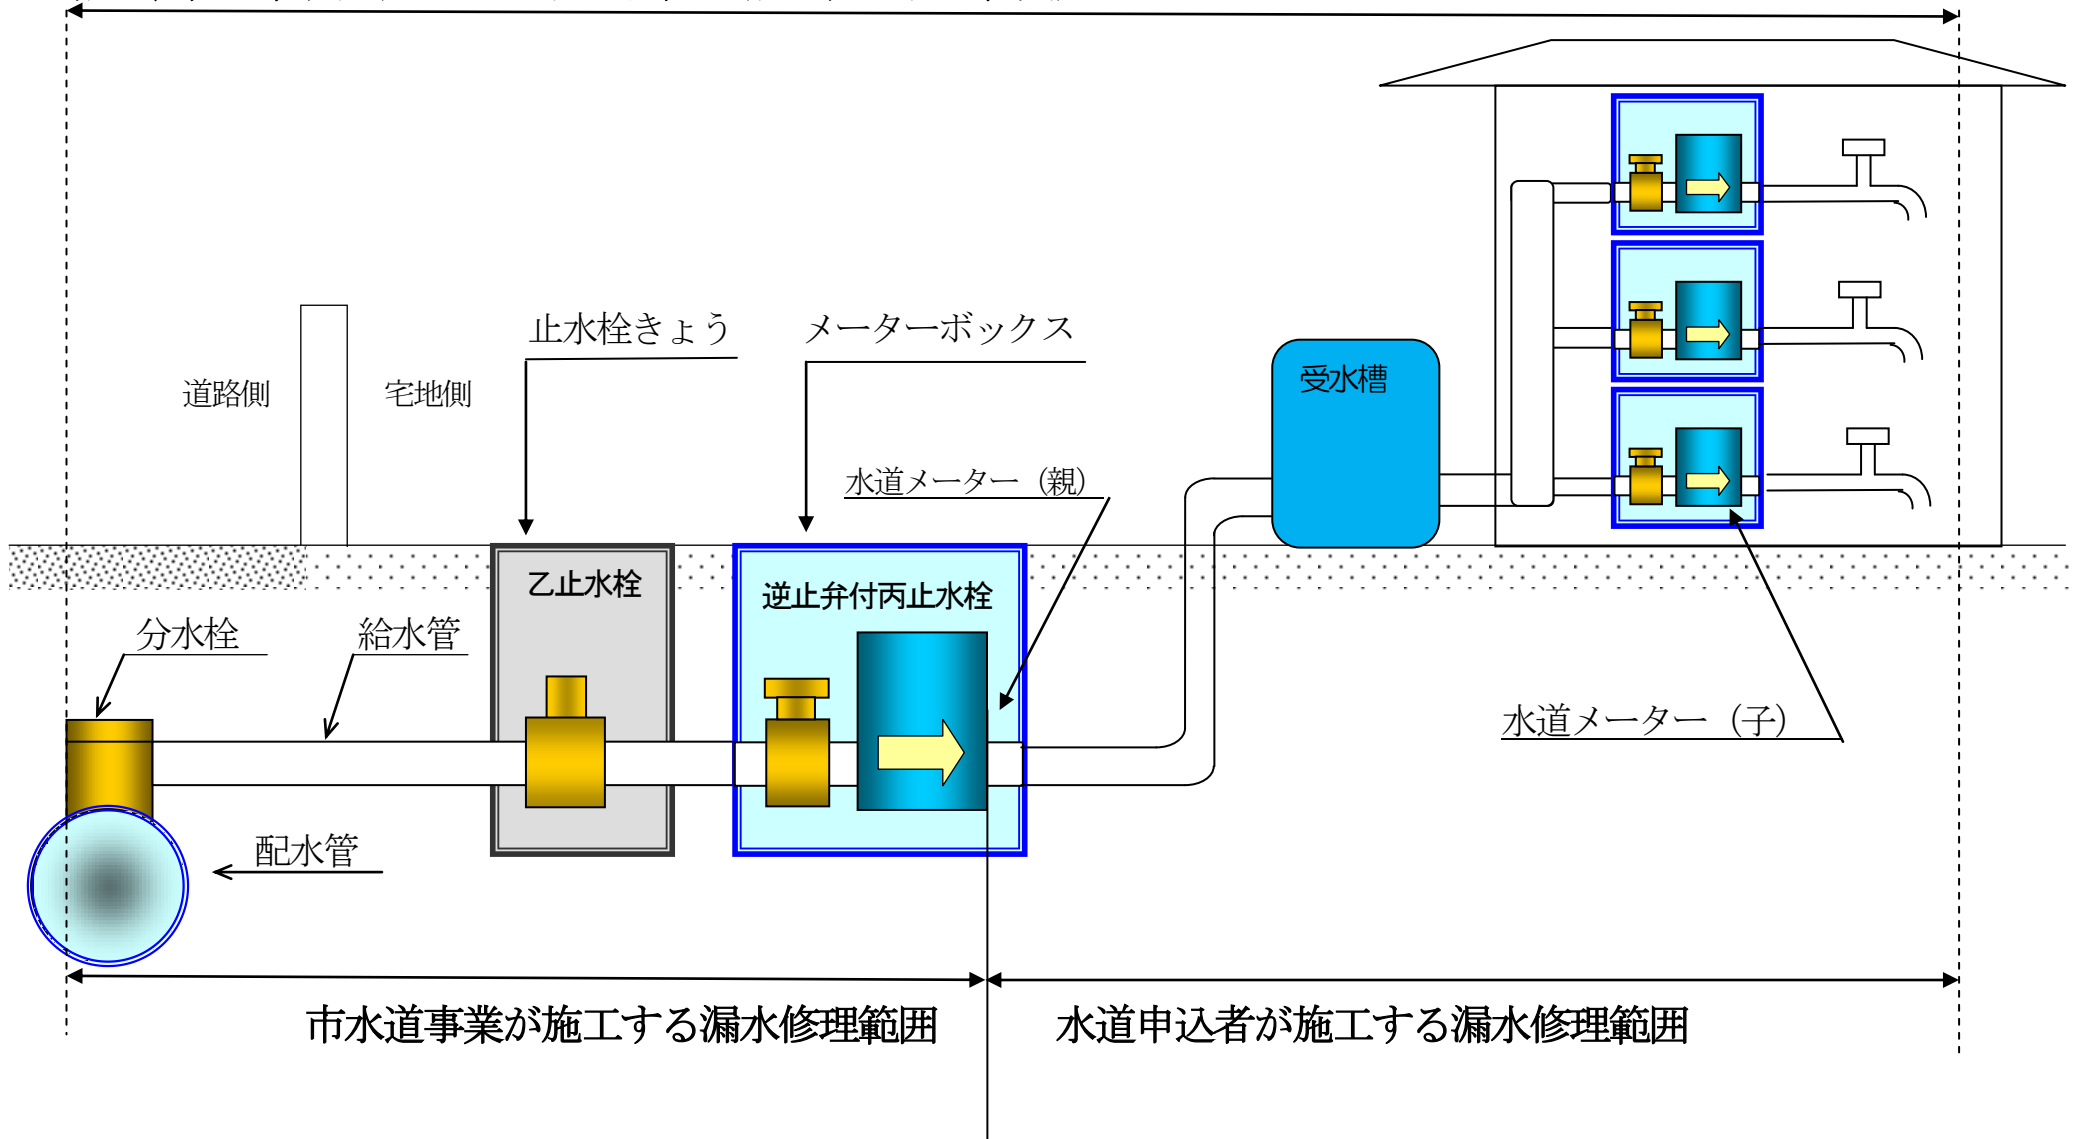 止水栓きょう
メーターボックス
道路側
宅地側
受水槽
水道メーター（親）
乙止水栓
逆止弁付丙止水栓
分水栓
給水管
水道メーター（子）
配水管
市水道事業が施工する漏水修理範囲
水道申込者が施工する漏水修理範囲